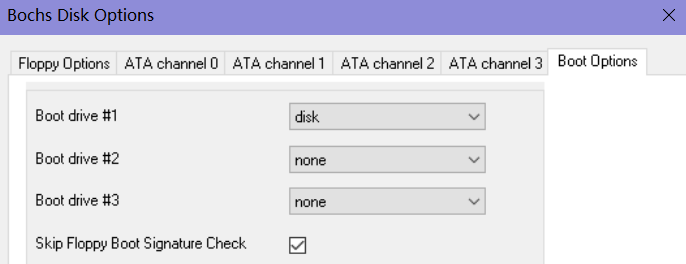 Bochs Disk Options
Floppy Options ATA channel 0 ATA channel 1 ATA channel 2 ATA channel 3 Boot Options
Boot drive #1 disk
Boot drive #2 none
Boot drive #3 none
Skip Floppy Boot Signature Check